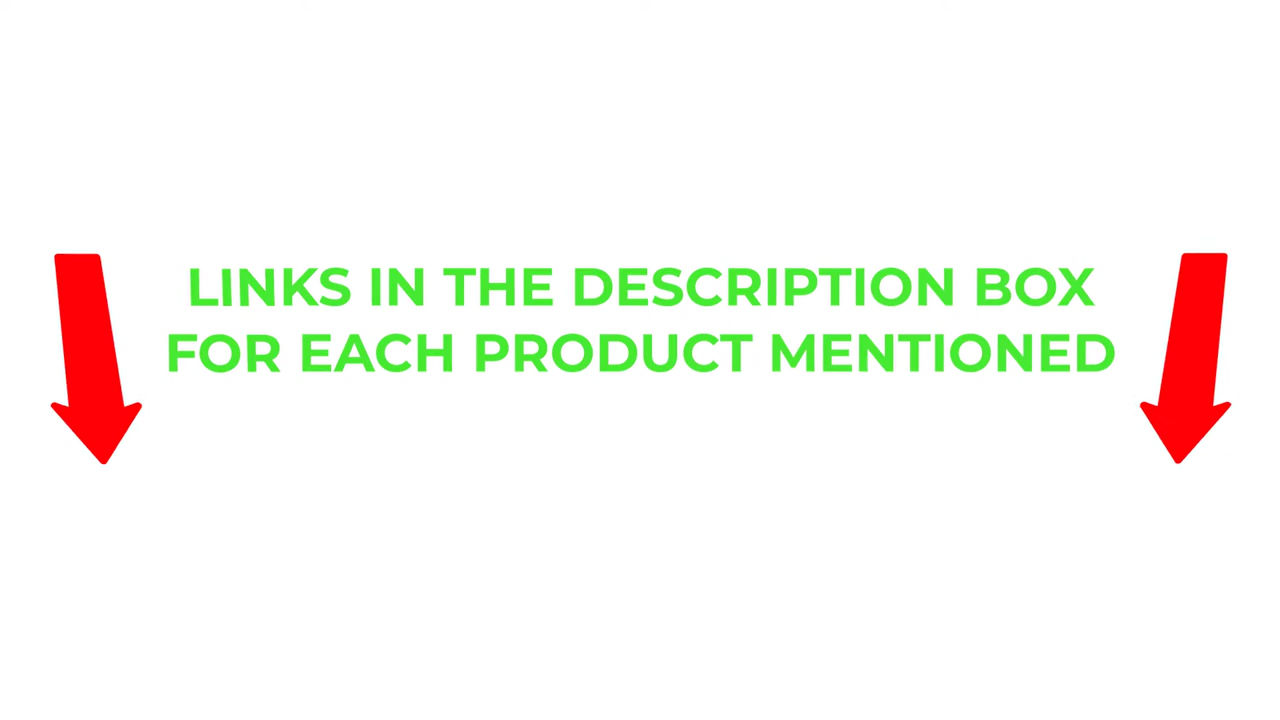 LINKS IN THE DESCRIPTION BOX
FOR EACH PRODUCT MENTIONED